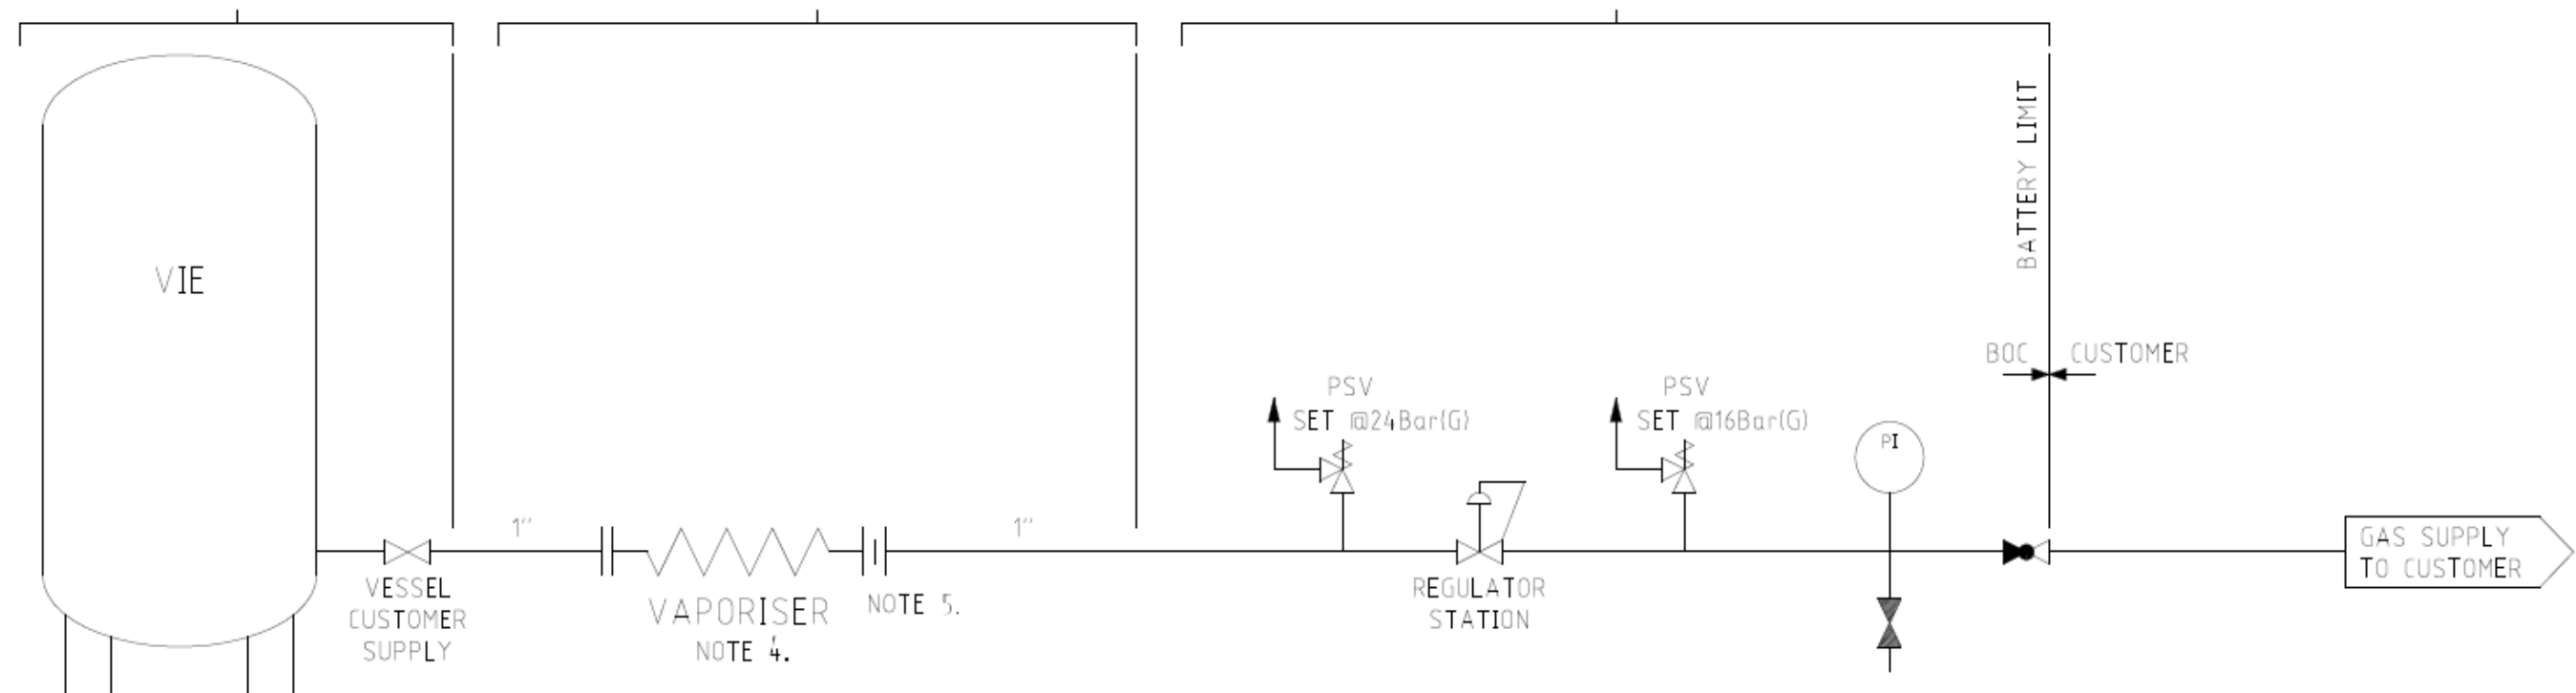 VIE
BATTERY LIMIT
BOC
CUSTOMER
PSV
SET @24Bar(G)
PSV
SET @16Bar(G)
PI
1"
1"
VESSEL
CUSTOMER
SUPPLY
VAPORISER
NOTE 4.
NOTE 5.
REGULATOR
STATION
GAS SUPPLY
TO CUSTOMER